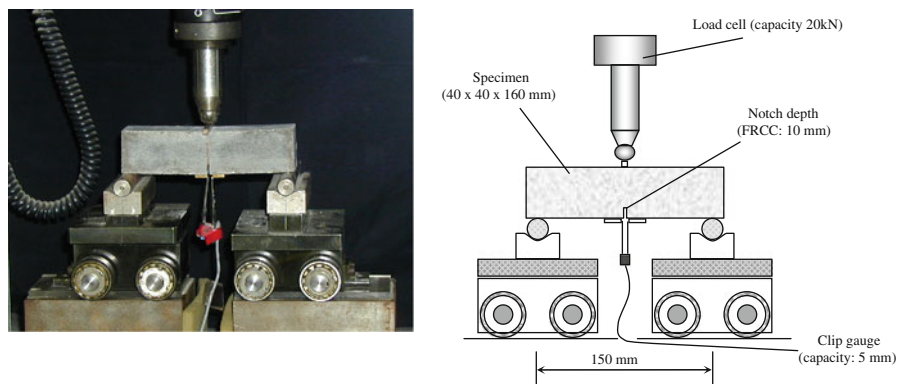 Load cell (capacity 20kN)
Specimen
(40 x 40 x 160 mm)
Notch depth
(FRCC: 10 mm)
Clip gauge
(capacity: 5 mm)
150 mm